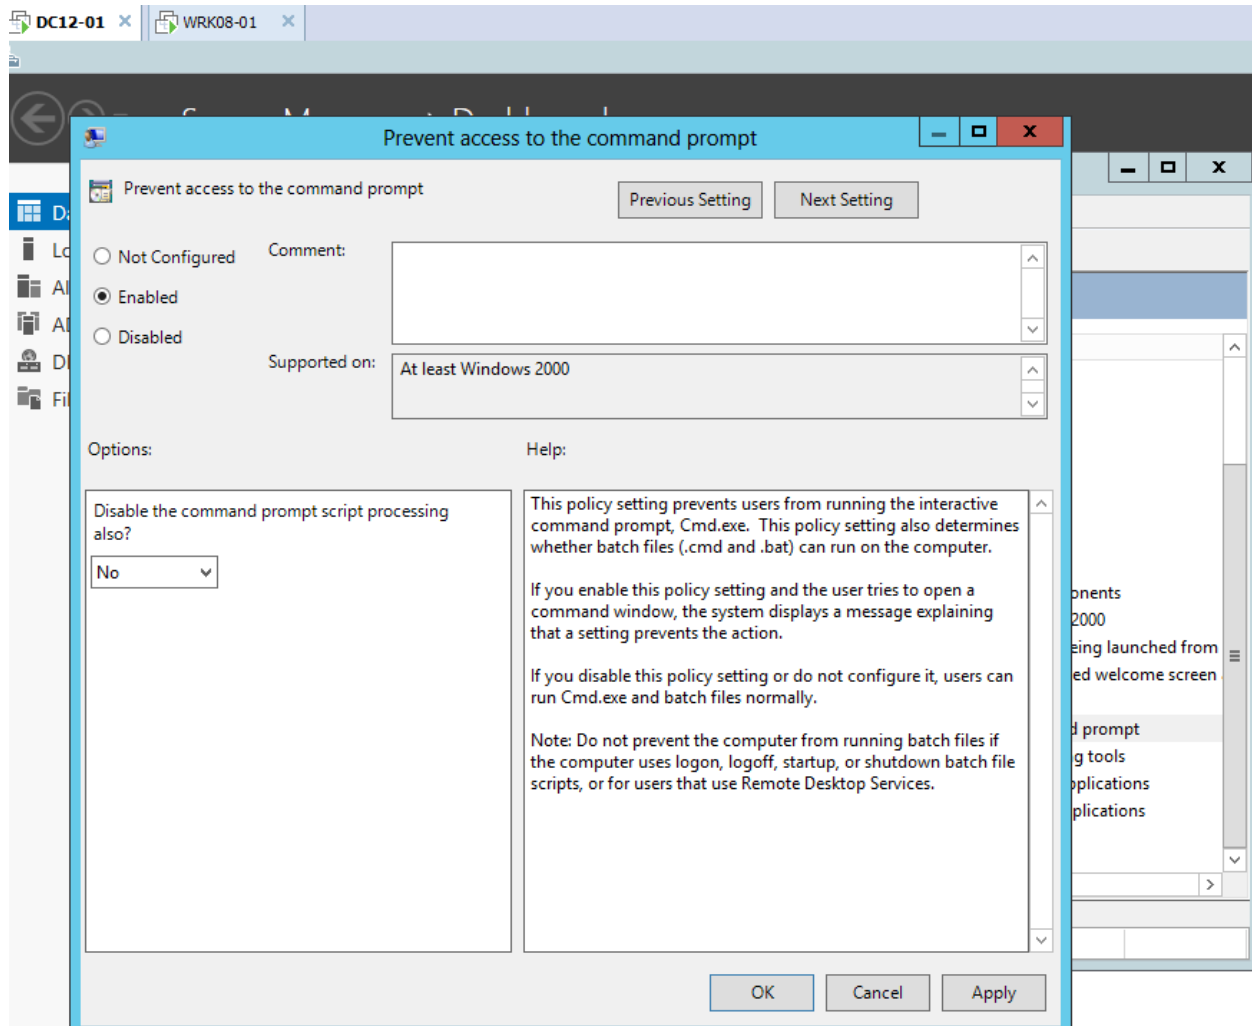 DC12-01 WRK08-01
Prevent access to the command prompt
Prevent access to the command prompt
Previous Setting Next Setting
Not Configured
Comment:
Enabled
Disabled
Supported on:
At least Windows 2000
Options:
Help:
Disable the command prompt script processing
also?
No
This policy setting prevents users from running the interactive
command prompt, Cmd.exe. This policy setting also determines
whether batch files (.cmd and .bat) can run on the computer.
If you enable this policy setting and the user tries to open a
command window, the system displays a message explaining
that a setting prevents the action.
If you disable this policy setting or do not configure it, users can
run Cmd.exe and batch files normally.
Note: Do not prevent the computer from running batch files if
the computer uses logon, logoff, startup, or shutdown batch file
scripts, or for users that use Remote Desktop Services.
2000
launched from
welcome screen
prompt
tools
OK Cancel Apply